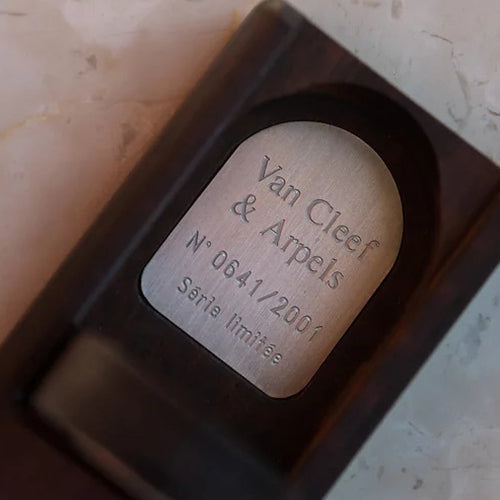 Van Cleef
& Arpels
N° 0641/2001
Série limitée